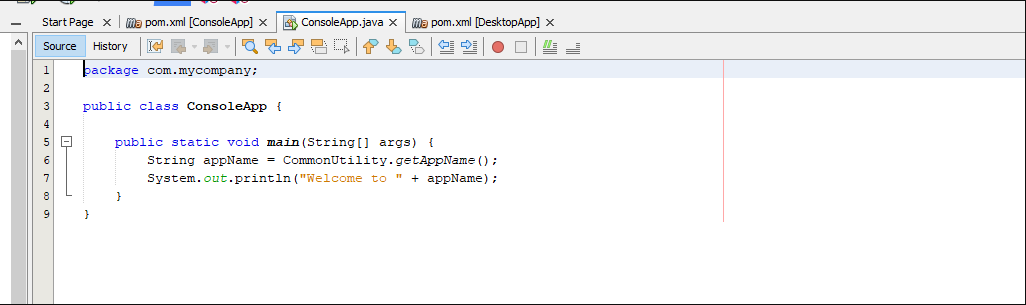 Start Page
pom.xml [ConsoleApp]
ConsoleApp.java
pom.xml [DesktopApp]
Source History
1 package com.mycompany;
2
3 public class ConsoleApp {
4
5 public static void main(String[] args) {
6 String appName = CommonUtility.getAppName();
7 System.out.println("Welcome to " + appName);
8 }
9 }